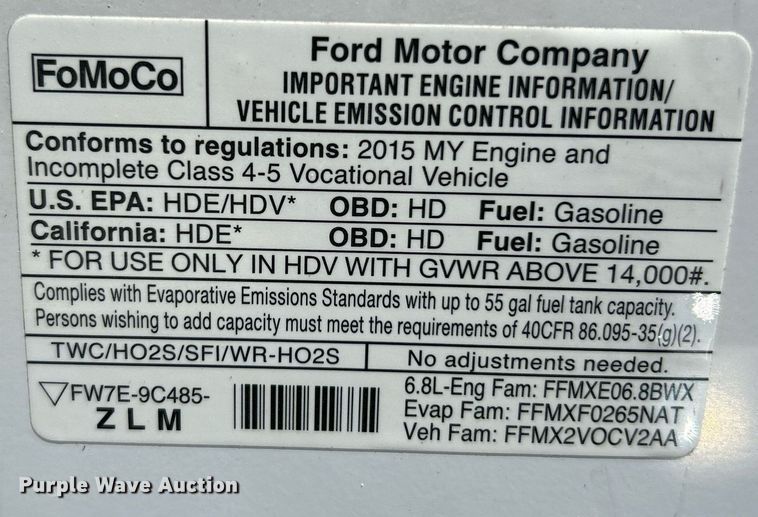 FoMoCo
Ford Motor Company
IMPORTANT ENGINE INFORMATION/
VEHICLE EMISSION CONTROL INFORMATION
Conforms to regulations: 2015 MY Engine and
Incomplete Class 4-5 Vocational Vehicle
U.S. EPA: HDE/HDV* OBD: HD Fuel: Gasoline
California: HDE* OBD: HD Fuel: Gasoline
* FOR USE ONLY IN HDV WITH GVWR ABOVE 14,000#.
Complies with Evaporative Emissions Standards with up to 55 gal fuel tank capacity.
Persons wishing to add capacity must meet the requirements of 40CFR 86.095-35(g)(2).
TWC/HO2S/SFI/WR-HO2S
No adjustments needed.
FW7E-9C485-
Z L M
6.8L-Eng Fam: FFMXE06.8BWX
Evap Fam: FFMXF0265NAT
Veh Fam: FFMX2VOCV2AA
Purple Wave Auction